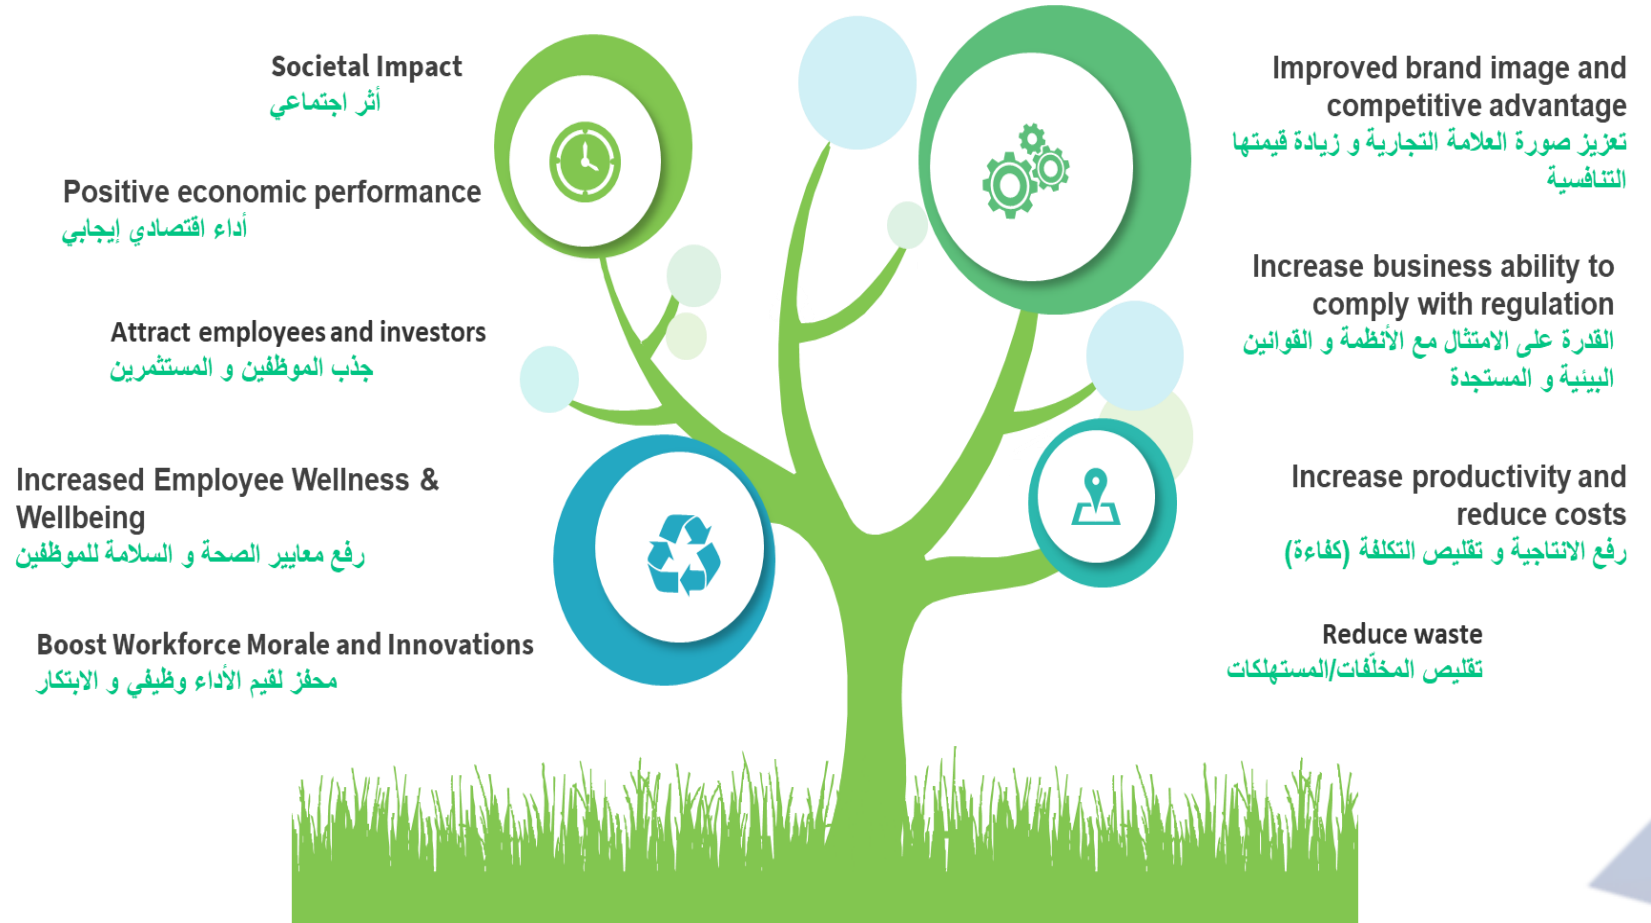 Societal Impact
أثر اجتماعي
Positive economic performance
أداء اقتصادي إيجابي
Attract employees and investors
جذب الموظفين و المستثمرين
Increased Employee Wellness &
Wellbeing
رفع معايير الصحة و السلامة للموظفين
Boost Workforce Morale and Innovations
محفز لقيم الأداء وظيفي و الابتكار
Improved brand image and
competitive advantage
تعزيز صورة العلامة التجارية و زيادة قيمتها
التنافسية
Increase business ability to
comply with regulation
القدرة على الامتثال مع الأنظمة و القوانين
البيئية و المستجدة
Increase productivity and
reduce costs
رفع الانتاجية و تقليص التكلفة (كفاءة)
Reduce waste
تقليص المخلّفات/المستهلكات